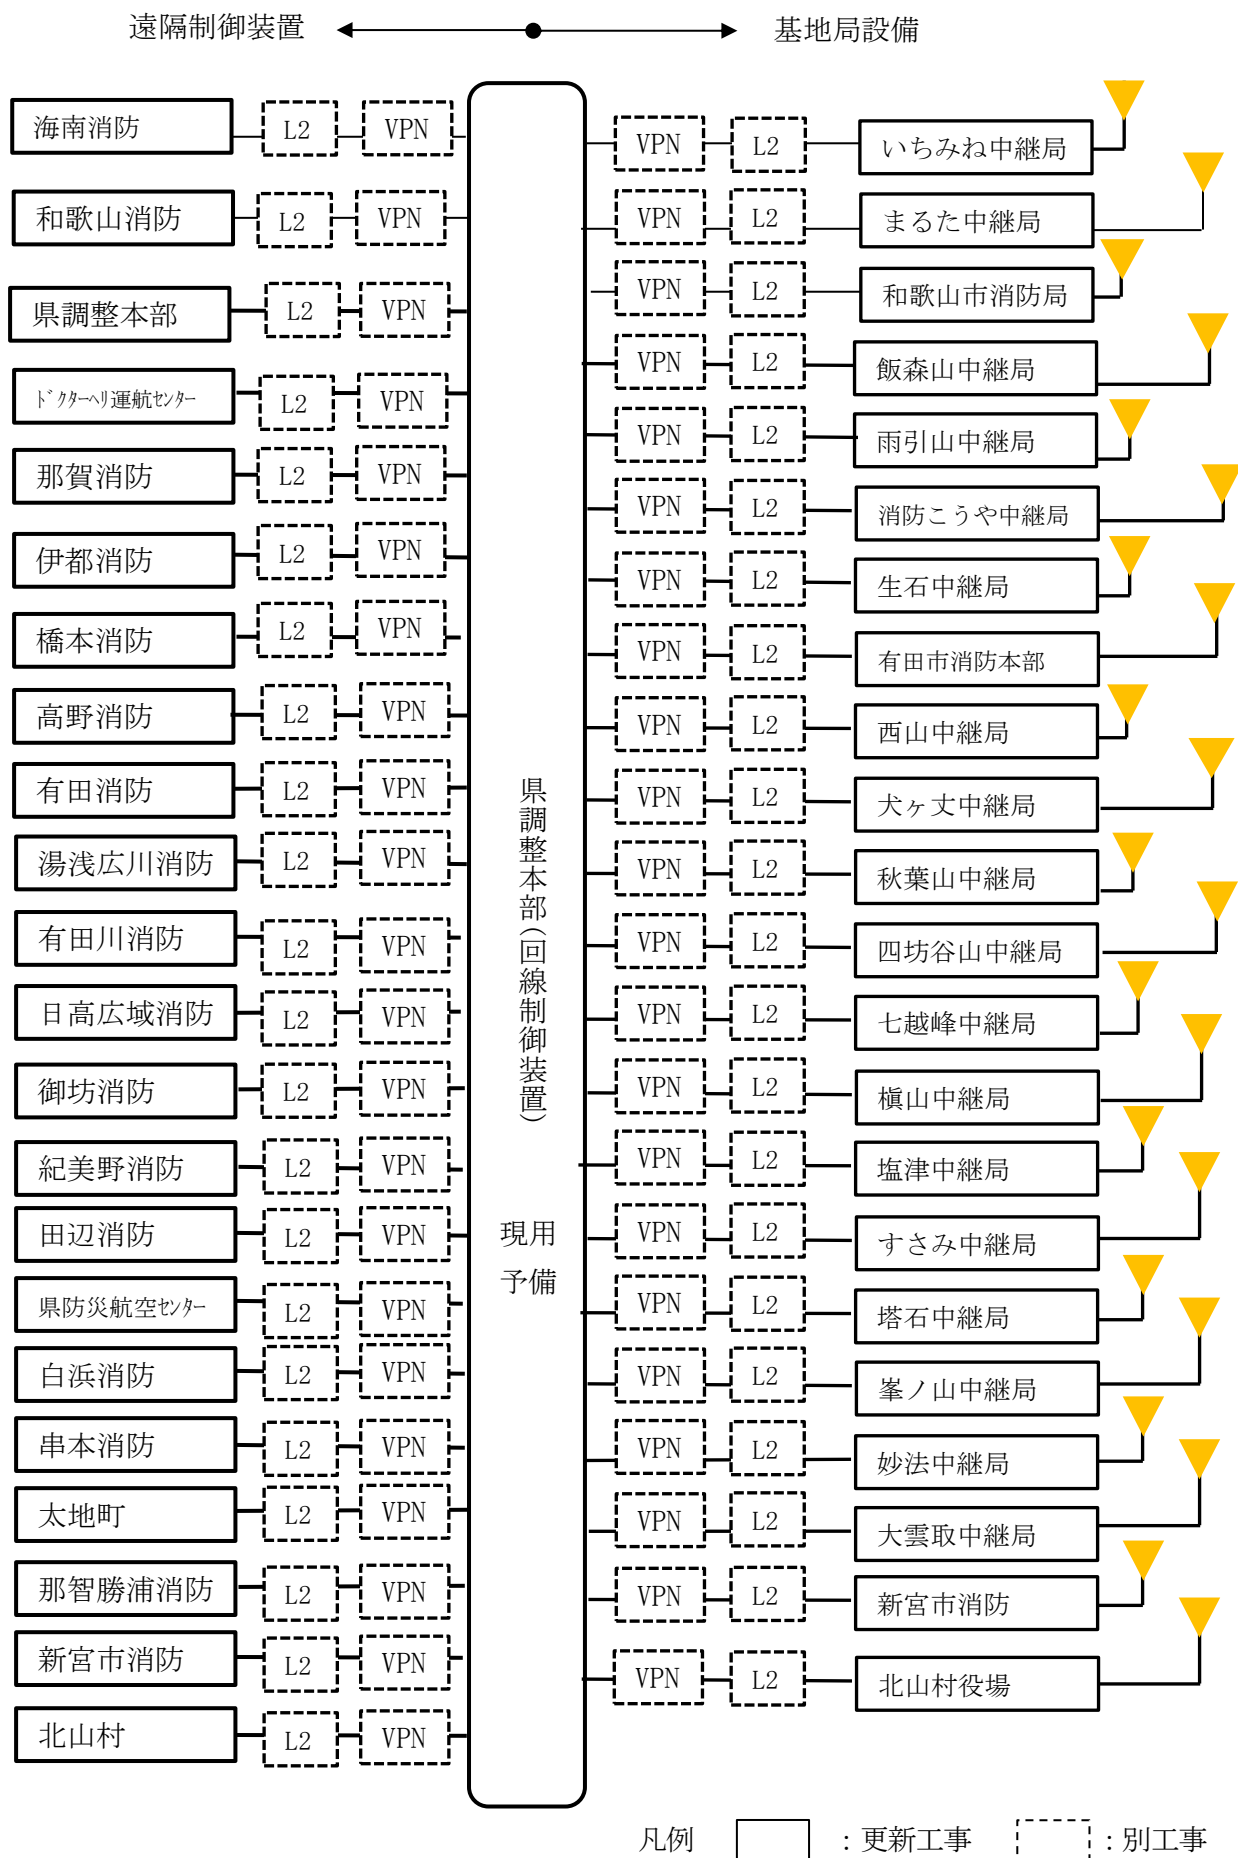 遠隔制御装置
基地局設備
海南消防 L2 VPN
和歌山消防 L2 VPN
県調整本部 L2 VPN
ﾄﾞｸﾀｰﾍﾘ運航ｾﾝﾀｰ L2 VPN
那賀消防 L2 VPN
伊都消防 L2 VPN
橋本消防 L2 VPN
高野消防 L2 VPN
有田消防 L2 VPN
湯浅広川消防 L2 VPN
有田川消防 L2 VPN
日高広域消防 L2 VPN
御坊消防 L2 VPN
紀美野消防 L2 VPN
田辺消防 L2 VPN
県防災航空ｾﾝﾀｰ L2 VPN
白浜消防 L2 VPN
串本消防 L2 VPN
太地町 L2 VPN
那智勝浦消防 L2 VPN
新宮市消防 L2 VPN
北山村 L2 VPN
県調整本部(回線制御装置)
現用
予備
VPN L2 いちみね中継局
VPN L2 まるた中継局
VPN L2 和歌山市消防局
VPN L2 飯森山中継局
VPN L2 雨引山中継局
VPN L2 消防こうや中継局
VPN L2 生石中継局
VPN L2 有田市消防本部
VPN L2 西山中継局
VPN L2 犬ヶ丈中継局
VPN L2 秋葉山中継局
VPN L2 四坊谷山中継局
VPN L2 七越峰中継局
VPN L2 槇山中継局
VPN L2 塩津中継局
VPN L2 すさみ中継局
VPN L2 塔石中継局
VPN L2 峯ノ山中継局
VPN L2 妙法中継局
VPN L2 大雲取中継局
VPN L2 新宮市消防
VPN L2 北山村役場
凡例 ：更新工事 ：別工事